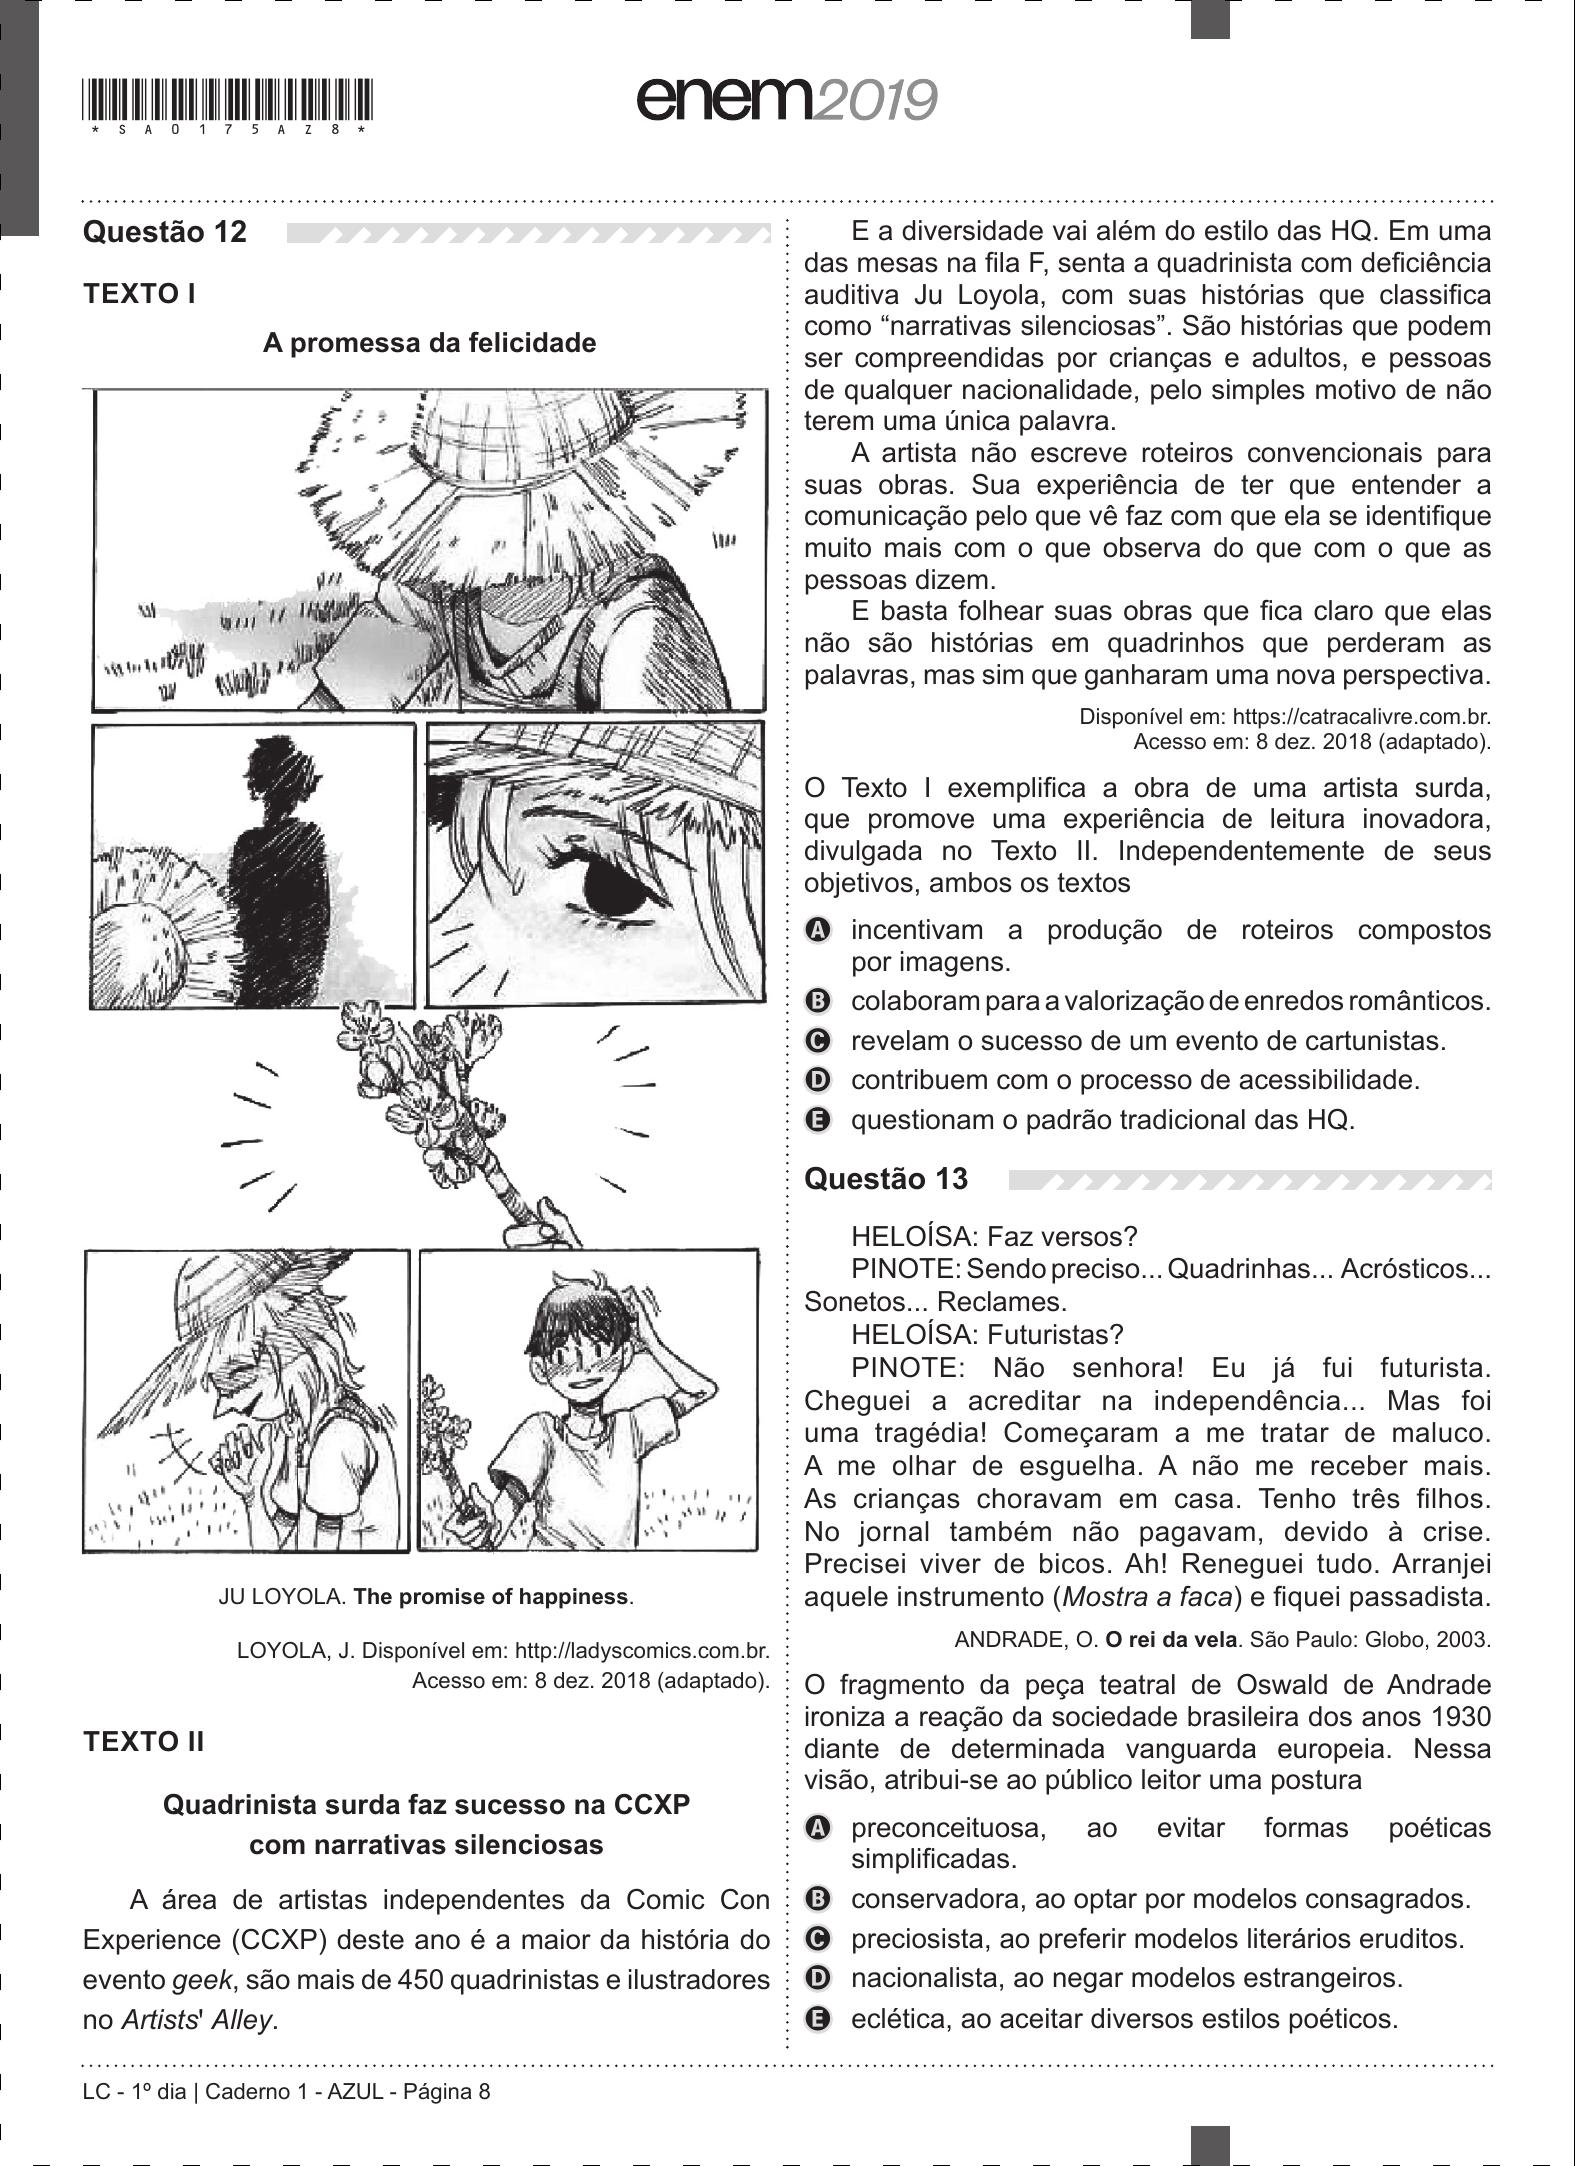 *SA0175AZ8*
enem2019
Questão 12
TEXTO I
A promessa da felicidade
JU LOYOLA. The promise of happiness.
LOYOLA, J. Disponível em: http://ladyscomics.com.br.
Acesso em: 8 dez. 2018 (adaptado).
TEXTO II
Quadrinista surda faz sucesso na CCXP
com narrativas silenciosas
A área de artistas independentes da Comic Con
Experience (CCXP) deste ano é a maior da história do
evento geek, são mais de 450 quadrinistas e ilustradores
no Artists' Alley.
E a diversidade vai além do estilo das HQ. Em uma
das mesas na fila F, senta a quadrinista com deficiência
auditiva Ju Loyola, com suas histórias que classifica
como “narrativas silenciosas”. São histórias que podem
ser compreendidas por crianças e adultos, e pessoas
de qualquer nacionalidade, pelo simples motivo de não
terem uma única palavra.
A artista não escreve roteiros convencionais para
suas obras. Sua experiência de ter que entender a
comunicação pelo que vê faz com que ela se identifique
muito mais com o que observa do que com o que as
pessoas dizem.
E basta folhear suas obras que fica claro que elas
não são histórias em quadrinhos que perderam as
palavras, mas sim que ganharam uma nova perspectiva.
Disponível em: https://catracalivre.com.br.
Acesso em: 8 dez. 2018 (adaptado).
O Texto I exemplifica a obra de uma artista surda,
que promove uma experiência de leitura inovadora,
divulgada no Texto II. Independentemente de seus
objetivos, ambos os textos
A incentivam a produção de roteiros compostos
por imagens.
B colaboram para a valorização de enredos românticos.
C revelam o sucesso de um evento de cartunistas.
D contribuem com o processo de acessibilidade.
E questionam o padrão tradicional das HQ.
Questão 13
HELOÍSA: Faz versos?
PINOTE: Sendo preciso... Quadrinhas... Acrósticos...
Sonetos... Reclames.
HELOÍSA: Futuristas?
PINOTE: Não senhora! Eu já fui futurista.
Cheguei a acreditar na independência... Mas foi
uma tragédia! Começaram a me tratar de maluco.
A me olhar de esguelha. A não me receber mais.
As crianças choravam em casa. Tenho três filhos.
No jornal também não pagavam, devido à crise.
Precisei viver de bicos. Ah! Reneguei tudo. Arranjei
aquele instrumento (Mostra a faca) e fiquei passadista.
ANDRADE, O. O rei da vela. São Paulo: Globo, 2003.
O fragmento da peça teatral de Oswald de Andrade
ironiza a reação da sociedade brasileira dos anos 1930
diante de determinada vanguarda europeia. Nessa
visão, atribui-se ao público leitor uma postura
A preconceituosa, ao evitar formas poéticas
simplificadas.
B conservadora, ao optar por modelos consagrados.
C preciosista, ao preferir modelos literários eruditos.
D nacionalista, ao negar modelos estrangeiros.
E eclética, ao aceitar diversos estilos poéticos.
LC - 1º dia | Caderno 1 - AZUL - Página 8